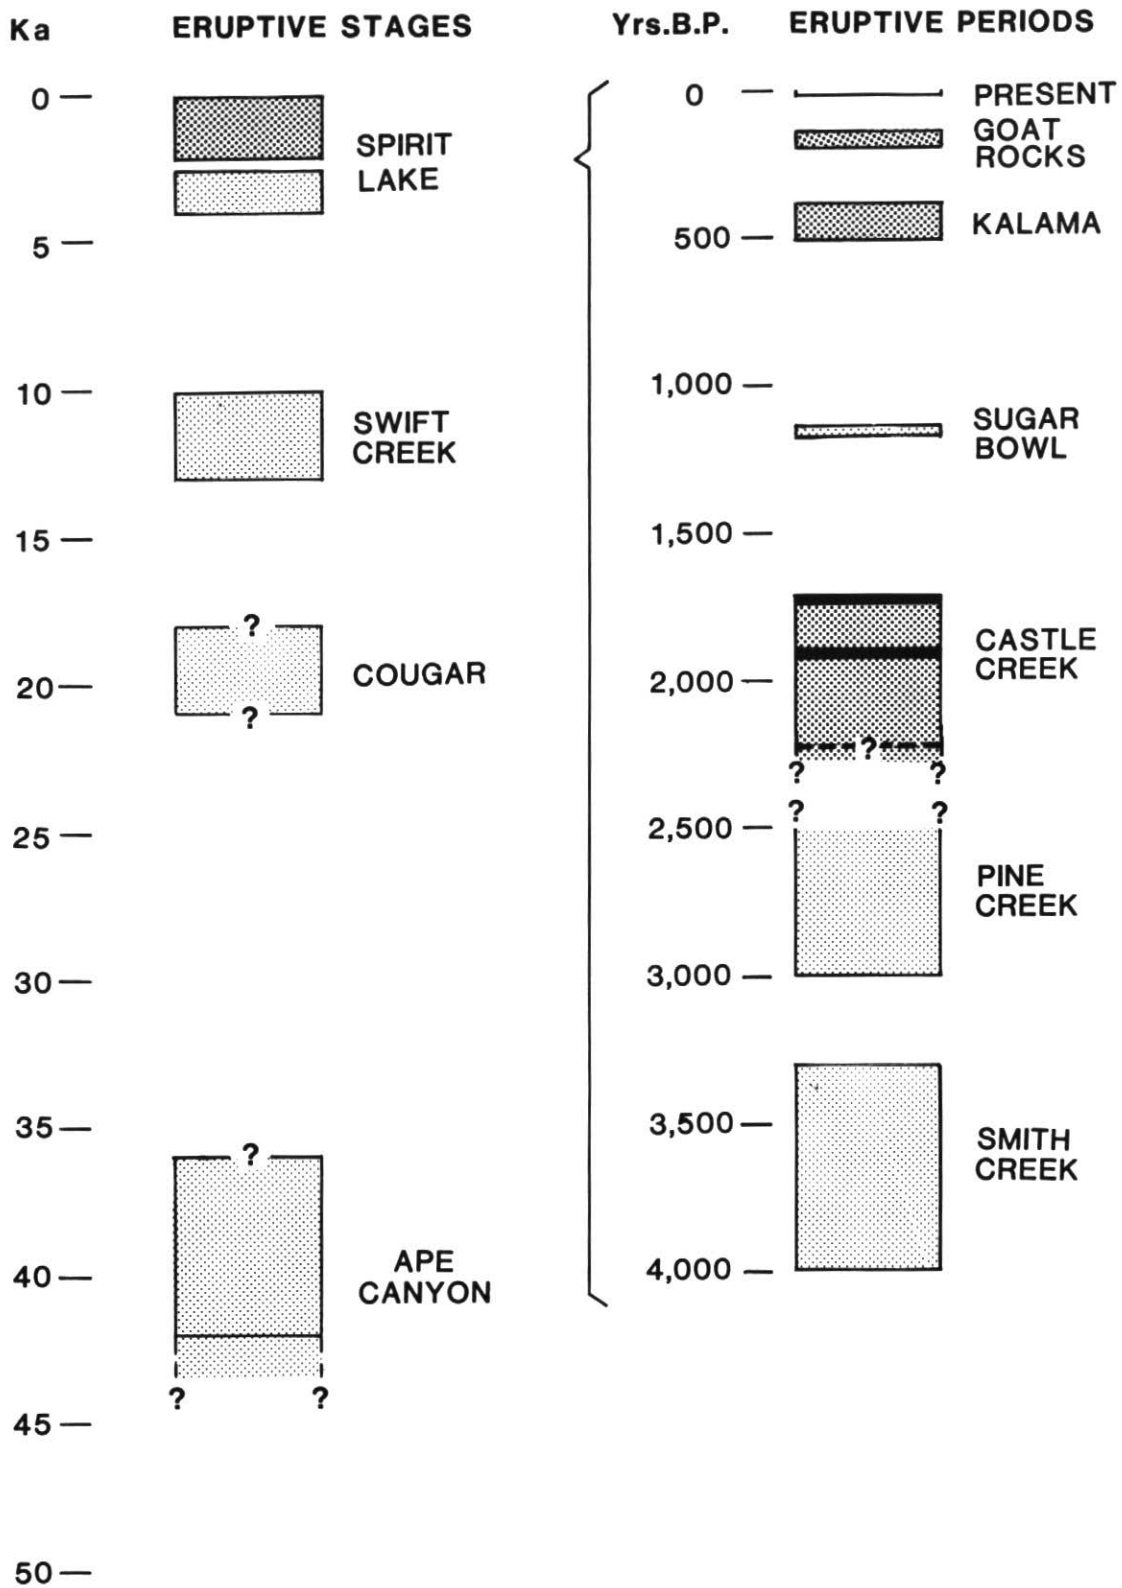 Ka
ERUPTIVE STAGES
0
SPIRIT
LAKE
5
10
SWIFT
CREEK
15
?
COUGAR
20
?
25
30
35
?
APE
40
CANYON
? ?
45
50
Yrs.B.P.
ERUPTIVE PERIODS
0
PRESENT
GOAT
ROCKS
KALAMA
500
1,000
SUGAR
BOWL
1,500
CASTLE
CREEK
2,000
?
? ?
? ?
2,500
PINE
CREEK
3,000
3,500
SMITH
CREEK
4,000